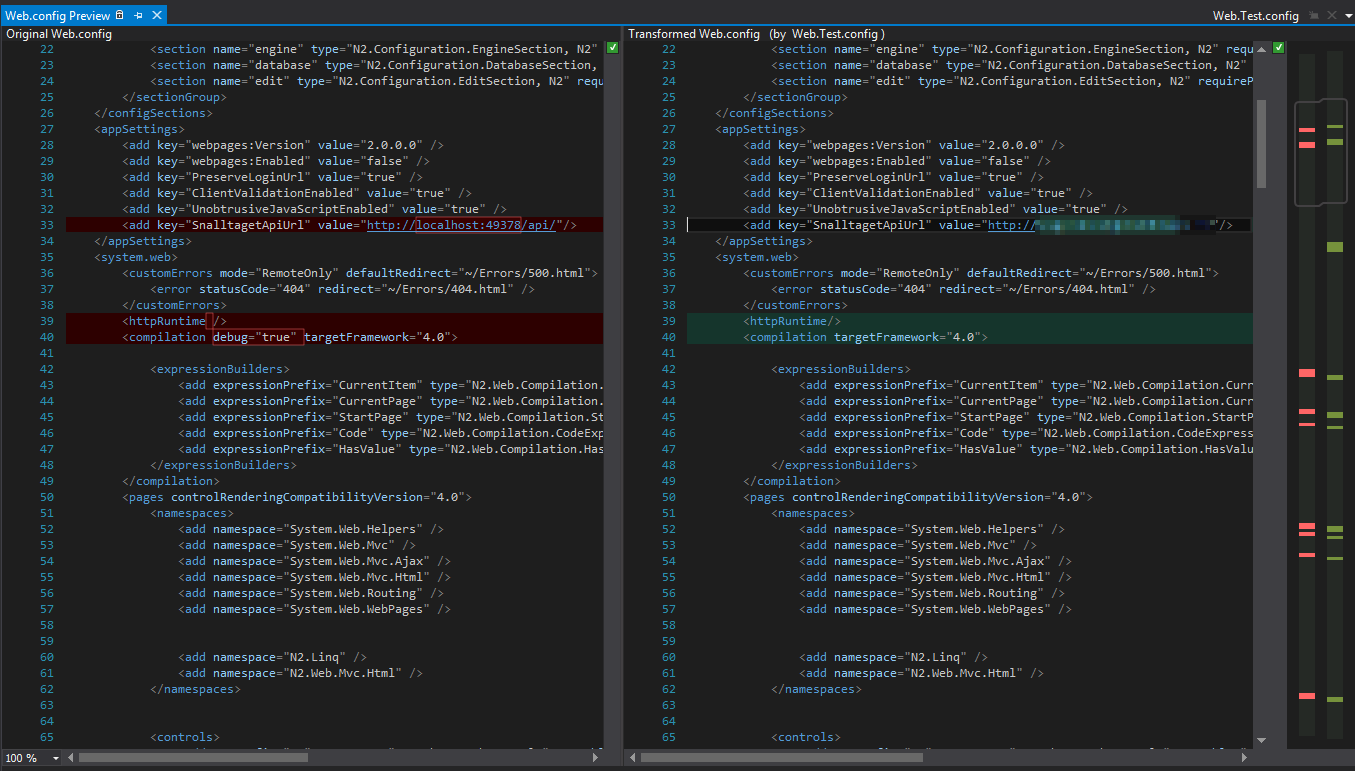 Web.config Preview
Web.Test.config
Original Web.config
22 <section name="engine" type="N2.Configuration.EngineSection, N2"
23 <section name="database" type="N2.Configuration.DatabaseSection,
24 <section name="edit" type="N2.Configuration.EditSection, N2" requ
25 </sectionGroup>
26 </configSections>
27 <appSettings>
28 <add key="webpages:Version" value="2.0.0.0" />
29 <add key="webpages:Enabled" value="false" />
30 <add key="PreserveLoginUrl" value="true" />
31 <add key="ClientValidationEnabled" value="true" />
32 <add key="UnobtrusiveJavaScriptEnabled" value="true" />
33 <add key="SnalltagetApiUrl" value="http://localhost:49378/api/"/>
34 </appSettings>
35 <system.web>
36 <customErrors mode="RemoteOnly" defaultRedirect="~/Errors/500.html">
37 <error statusCode="404" redirect="~/Errors/404.html" />
38 </customErrors>
39 <httpRuntime />
40 <compilation debug="true" targetFramework="4.0">
41
42 <expressionBuilders>
43 <add expressionPrefix="CurrentItem" type="N2.Web.Compilation.
44 <add expressionPrefix="CurrentPage" type="N2.Web.Compilation.
45 <add expressionPrefix="StartPage" type="N2.Web.Compilation.St
46 <add expressionPrefix="Code" type="N2.Web.Compilation.CodeExp
47 <add expressionPrefix="HasValue" type="N2.Web.Compilation.Has
48 </expressionBuilders>
49 </compilation>
50 <pages controlRenderingCompatibilityVersion="4.0">
51 <namespaces>
52 <add namespace="System.Web.Helpers" />
53 <add namespace="System.Web.Mvc" />
54 <add namespace="System.Web.Mvc.Ajax" />
55 <add namespace="System.Web.Mvc.Html" />
56 <add namespace="System.Web.Routing" />
57 <add namespace="System.Web.WebPages" />
58
59
60 <add namespace="N2.Linq" />
61 <add namespace="N2.Web.Mvc.Html" />
62 </namespaces>
63
64
65 <controls>
100 %
Transformed Web.config (by Web.Test.config )
22 <section name="engine" type="N2.Configuration.EngineSection, N2" requ
23 <section name="database" type="N2.Configuration.DatabaseSection, N2"
24 <section name="edit" type="N2.Configuration.EditSection, N2" requireP
25 </sectionGroup>
26 </configSections>
27 <appSettings>
28 <add key="webpages:Version" value="2.0.0.0" />
29 <add key="webpages:Enabled" value="false" />
30 <add key="PreserveLoginUrl" value="true" />
31 <add key="ClientValidationEnabled" value="true" />
32 <add key="UnobtrusiveJavaScriptEnabled" value="true" />
33 <add key="SnalltagetApiUrl" value="http:// "/>
34 </appSettings>
35 <system.web>
36 <customErrors mode="RemoteOnly" defaultRedirect="~/Errors/500.html">
37 <error statusCode="404" redirect="~/Errors/404.html" />
38 </customErrors>
39 <httpRuntime/>
40 <compilation targetFramework="4.0">
41
42 <expressionBuilders>
43 <add expressionPrefix="CurrentItem" type="N2.Web.Compilation.Curr
44 <add expressionPrefix="CurrentPage" type="N2.Web.Compilation.Curr
45 <add expressionPrefix="StartPage" type="N2.Web.Compilation.StartP
46 <add expressionPrefix="Code" type="N2.Web.Compilation.CodeExpress
47 <add expressionPrefix="HasValue" type="N2.Web.Compilation.HasValu
48 </expressionBuilders>
49 </compilation>
50 <pages controlRenderingCompatibilityVersion="4.0">
51 <namespaces>
52 <add namespace="System.Web.Helpers" />
53 <add namespace="System.Web.Mvc" />
54 <add namespace="System.Web.Mvc.Ajax" />
55 <add namespace="System.Web.Mvc.Html" />
56 <add namespace="System.Web.Routing" />
57 <add namespace="System.Web.WebPages" />
58
59
60 <add namespace="N2.Linq" />
61 <add namespace="N2.Web.Mvc.Html" />
62 </namespaces>
63
64
65 <controls>